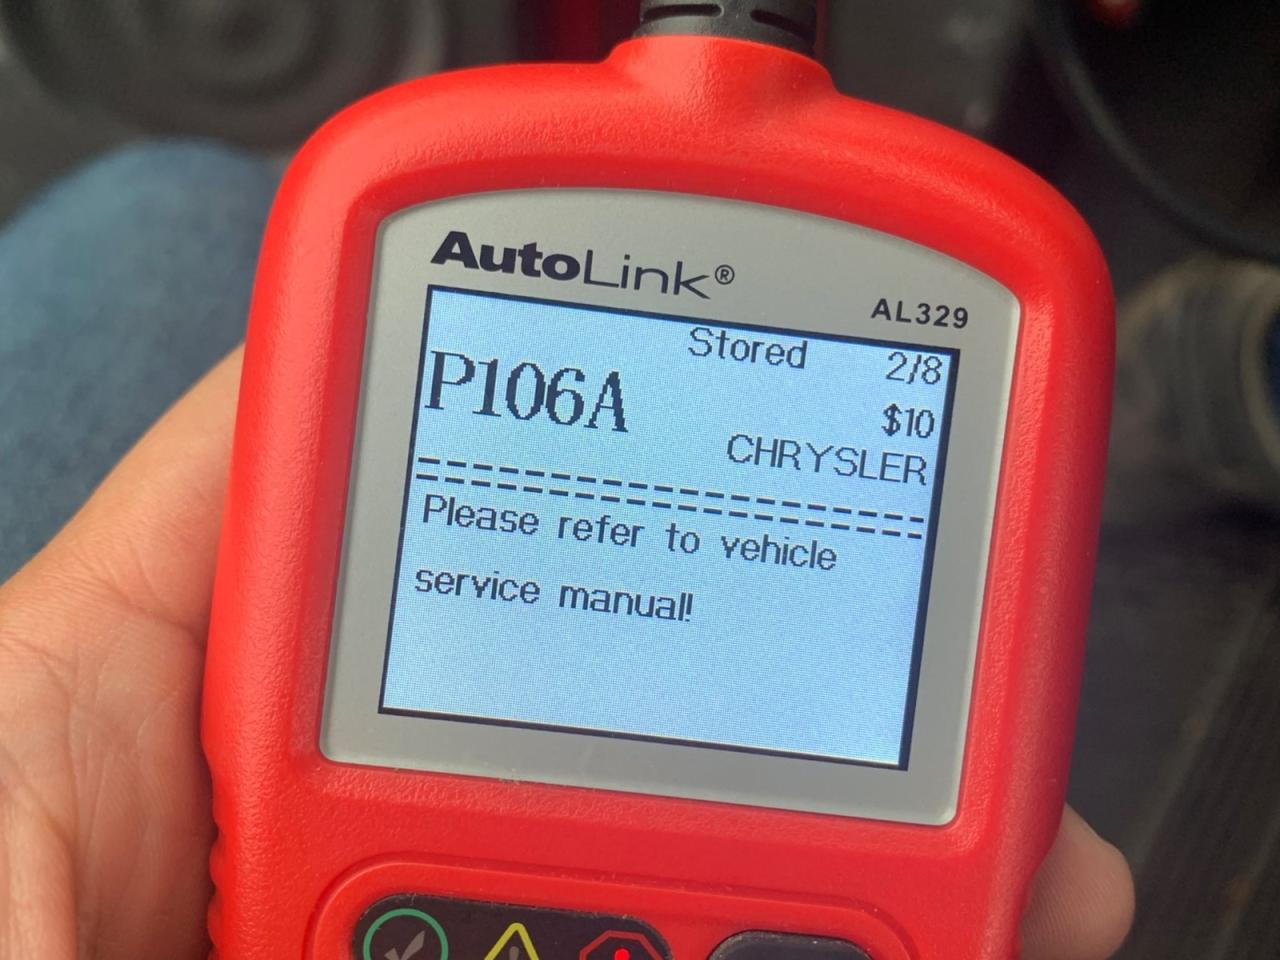 AutoLink®
AL329
Stored 2/8
P106A
$10
CHRYSLER
Please refer to vehicle
service manual!